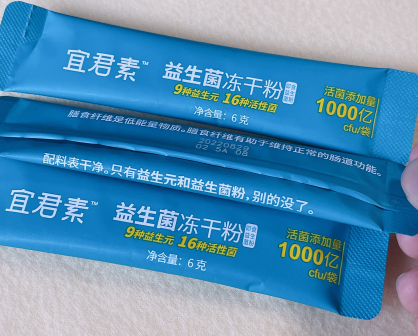 宜君素™
益生菌冻干粉
9种益生元 16种活性菌
净含量：6克
活菌添加量
1000亿
cfu/袋
膳食纤维是低能量物质。膳食纤维有助于维持正常的肠道功能。
20220829
02 5A 08
配料表干净。只有益生元和益生菌粉，别的没了。
宜君素™
益生菌冻干粉
9种益生元 16种活性菌
净含量：6克
活菌添加量
1000亿
cfu/袋